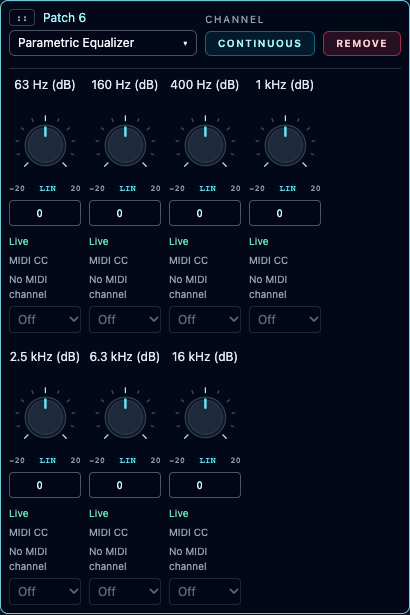 :: Patch 6 CHANNEL
Parametric Equalizer CONTINUOUS REMOVE
63 Hz (dB) 160 Hz (dB) 400 Hz (dB) 1 kHz (dB)
-20 LIN 20 -20 LIN 20 -20 LIN 20 -20 LIN 20
0 0 0 0
Live Live Live Live
MIDI CC MIDI CC MIDI CC MIDI CC
No MIDI No MIDI No MIDI No MIDI
channel channel channel channel
Off Off Off Off
2.5 kHz (dB) 6.3 kHz (dB) 16 kHz (dB)
-20 LIN 20 -20 LIN 20 -20 LIN 20
0 0 0
Live Live Live
MIDI CC MIDI CC MIDI CC
No MIDI No MIDI No MIDI
channel channel channel
Off Off Off